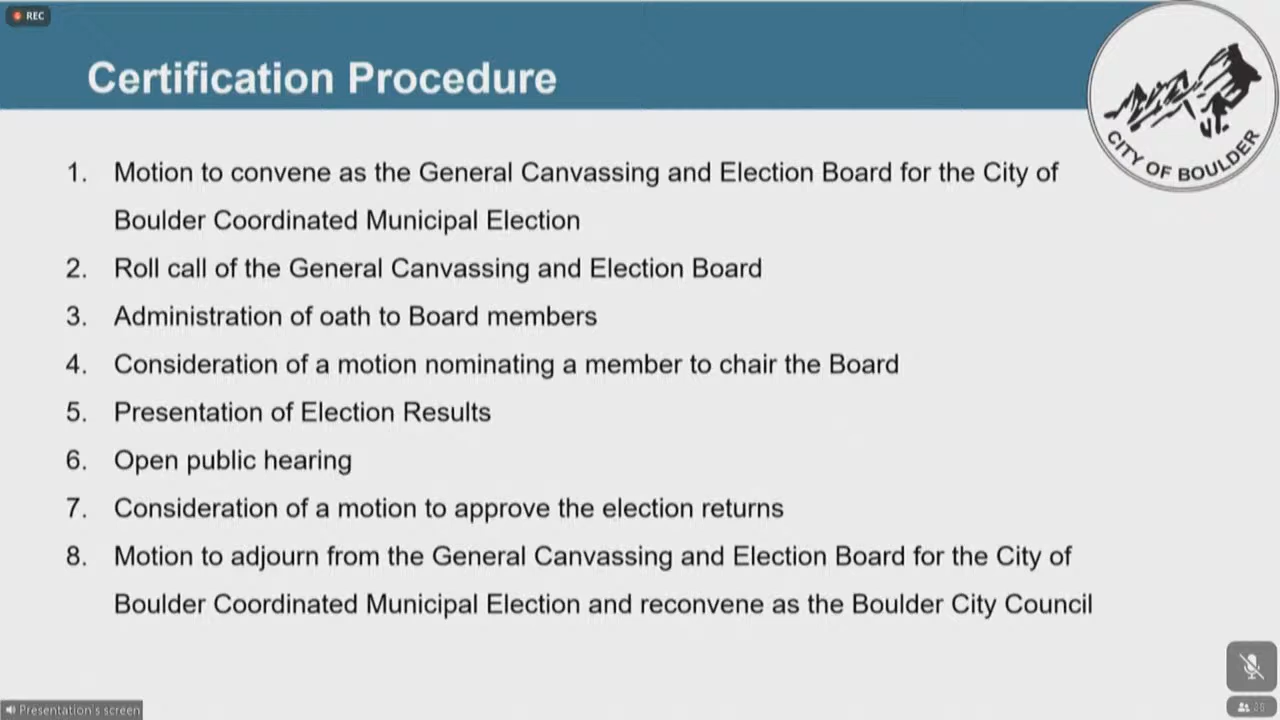 REC
Certification Procedure
CITY OF BOULDER
1. Motion to convene as the General Canvassing and Election Board for the City of
Boulder Coordinated Municipal Election
2. Roll call of the General Canvassing and Election Board
3. Administration of oath to Board members
4. Consideration of a motion nominating a member to chair the Board
5. Presentation of Election Results
6. Open public hearing
7. Consideration of a motion to approve the election returns
8. Motion to adjourn from the General Canvassing and Election Board for the City of
Boulder Coordinated Municipal Election and reconvene as the Boulder City Council
Presentation's screen